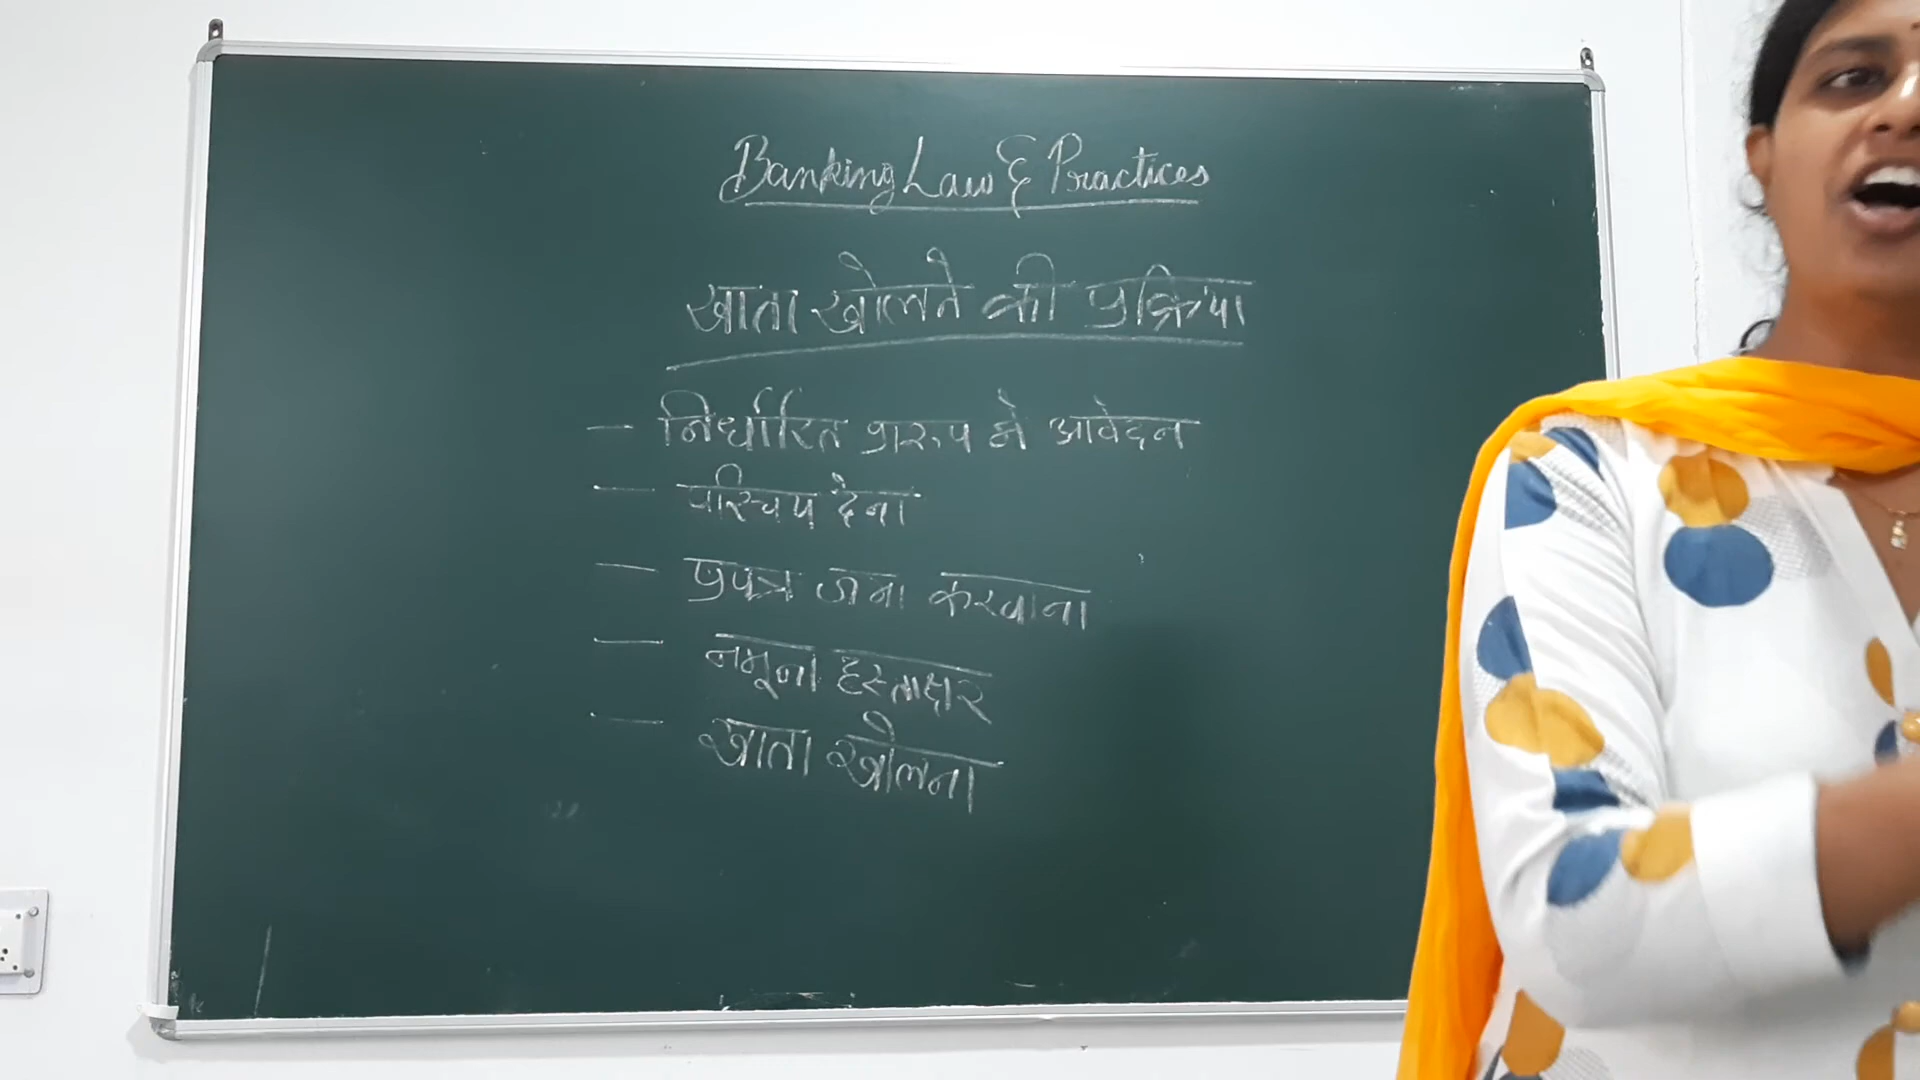 Banking Law & Practices
खाता खोलने की प्रक्रिया
— निर्धारित प्रारुप में आवेदन
— परिचय देना
— प्रपत्र जमा करवाना
— नमूना हस्ताक्षर
— खाता खोलना